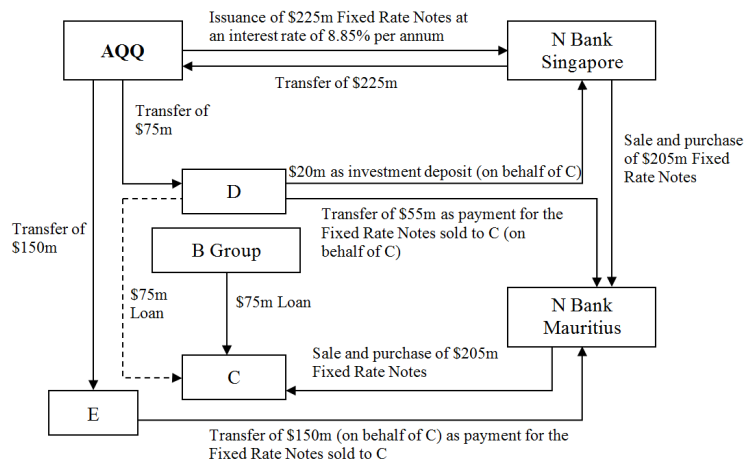 Issuance of $225m Fixed Rate Notes at
an interest rate of 8.85% per annum
AQQ
N Bank
Singapore
Transfer of $225m
Transfer of
$75m
Sale and purchase
of $205m Fixed
Rate Notes
$20m as investment deposit (on behalf of C)
D
Transfer of $55m as payment for the
Fixed Rate Notes sold to C (on
behalf of C)
Transfer of
$150m
B Group
$75m
Loan
$75m Loan
N Bank
Mauritius
Sale and purchase of $205m
Fixed Rate Notes
C
E
Transfer of $150m (on behalf of C) as payment for the
Fixed Rate Notes sold to C